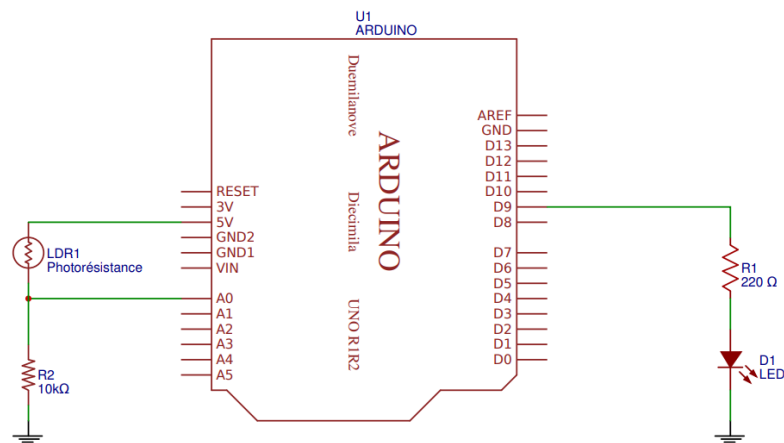 U1
ARDUINO
Duemilanove
ARDUINO
Diecimila
UNO R1R2
RESET
3V
5V
GND2
GND1
VIN
A0
A1
A2
A3
A4
A5
AREF
GND
D13
D12
D11
D10
D9
D8
D7
D6
D5
D4
D3
D2
D1
D0
LDR1
Photorésistance
R2
10kΩ
R1
220 Ω
D1
LED